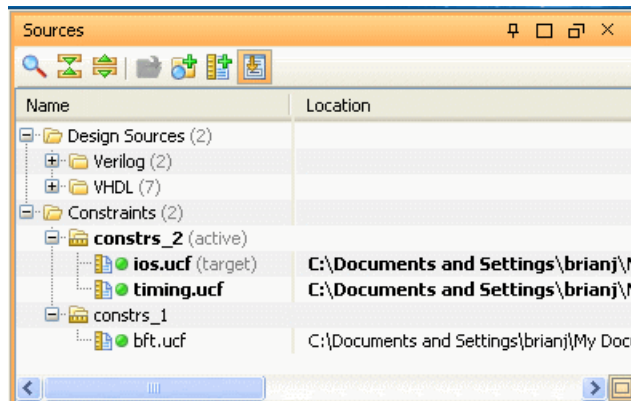 Sources
Name Location
Design Sources (2)
Verilog (2)
VHDL (7)
Constraints (2)
constrs_2 (active)
ios.ucf (target) C:\Documents and Settings\brianj\
timing.ucf C:\Documents and Settings\brianj\
constrs_1
bft.ucf C:\Documents and Settings\brianj\My